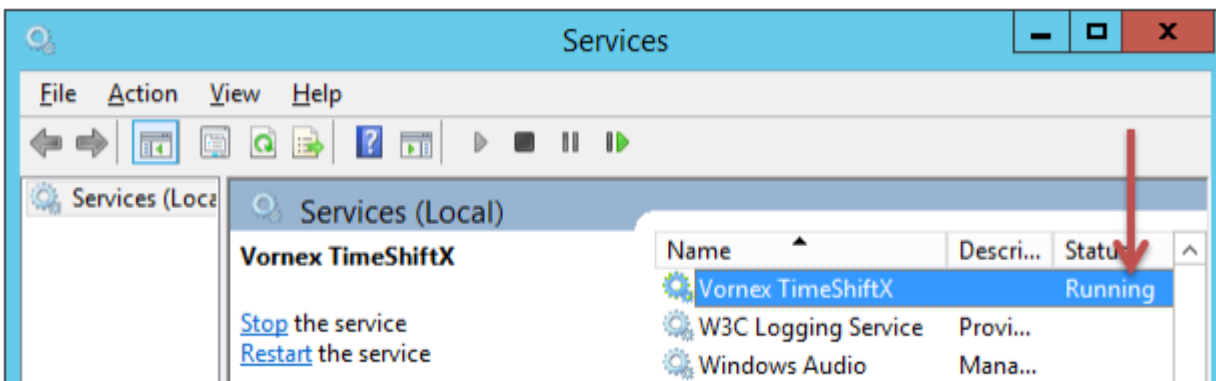 Services
File Action View Help
Services (Loca
Services (Local)
Vornex TimeShiftX
Stop the service
Restart the service
Name Descri... Statu
Vornex TimeShiftX Running
W3C Logging Service Provi...
Windows Audio Mana...